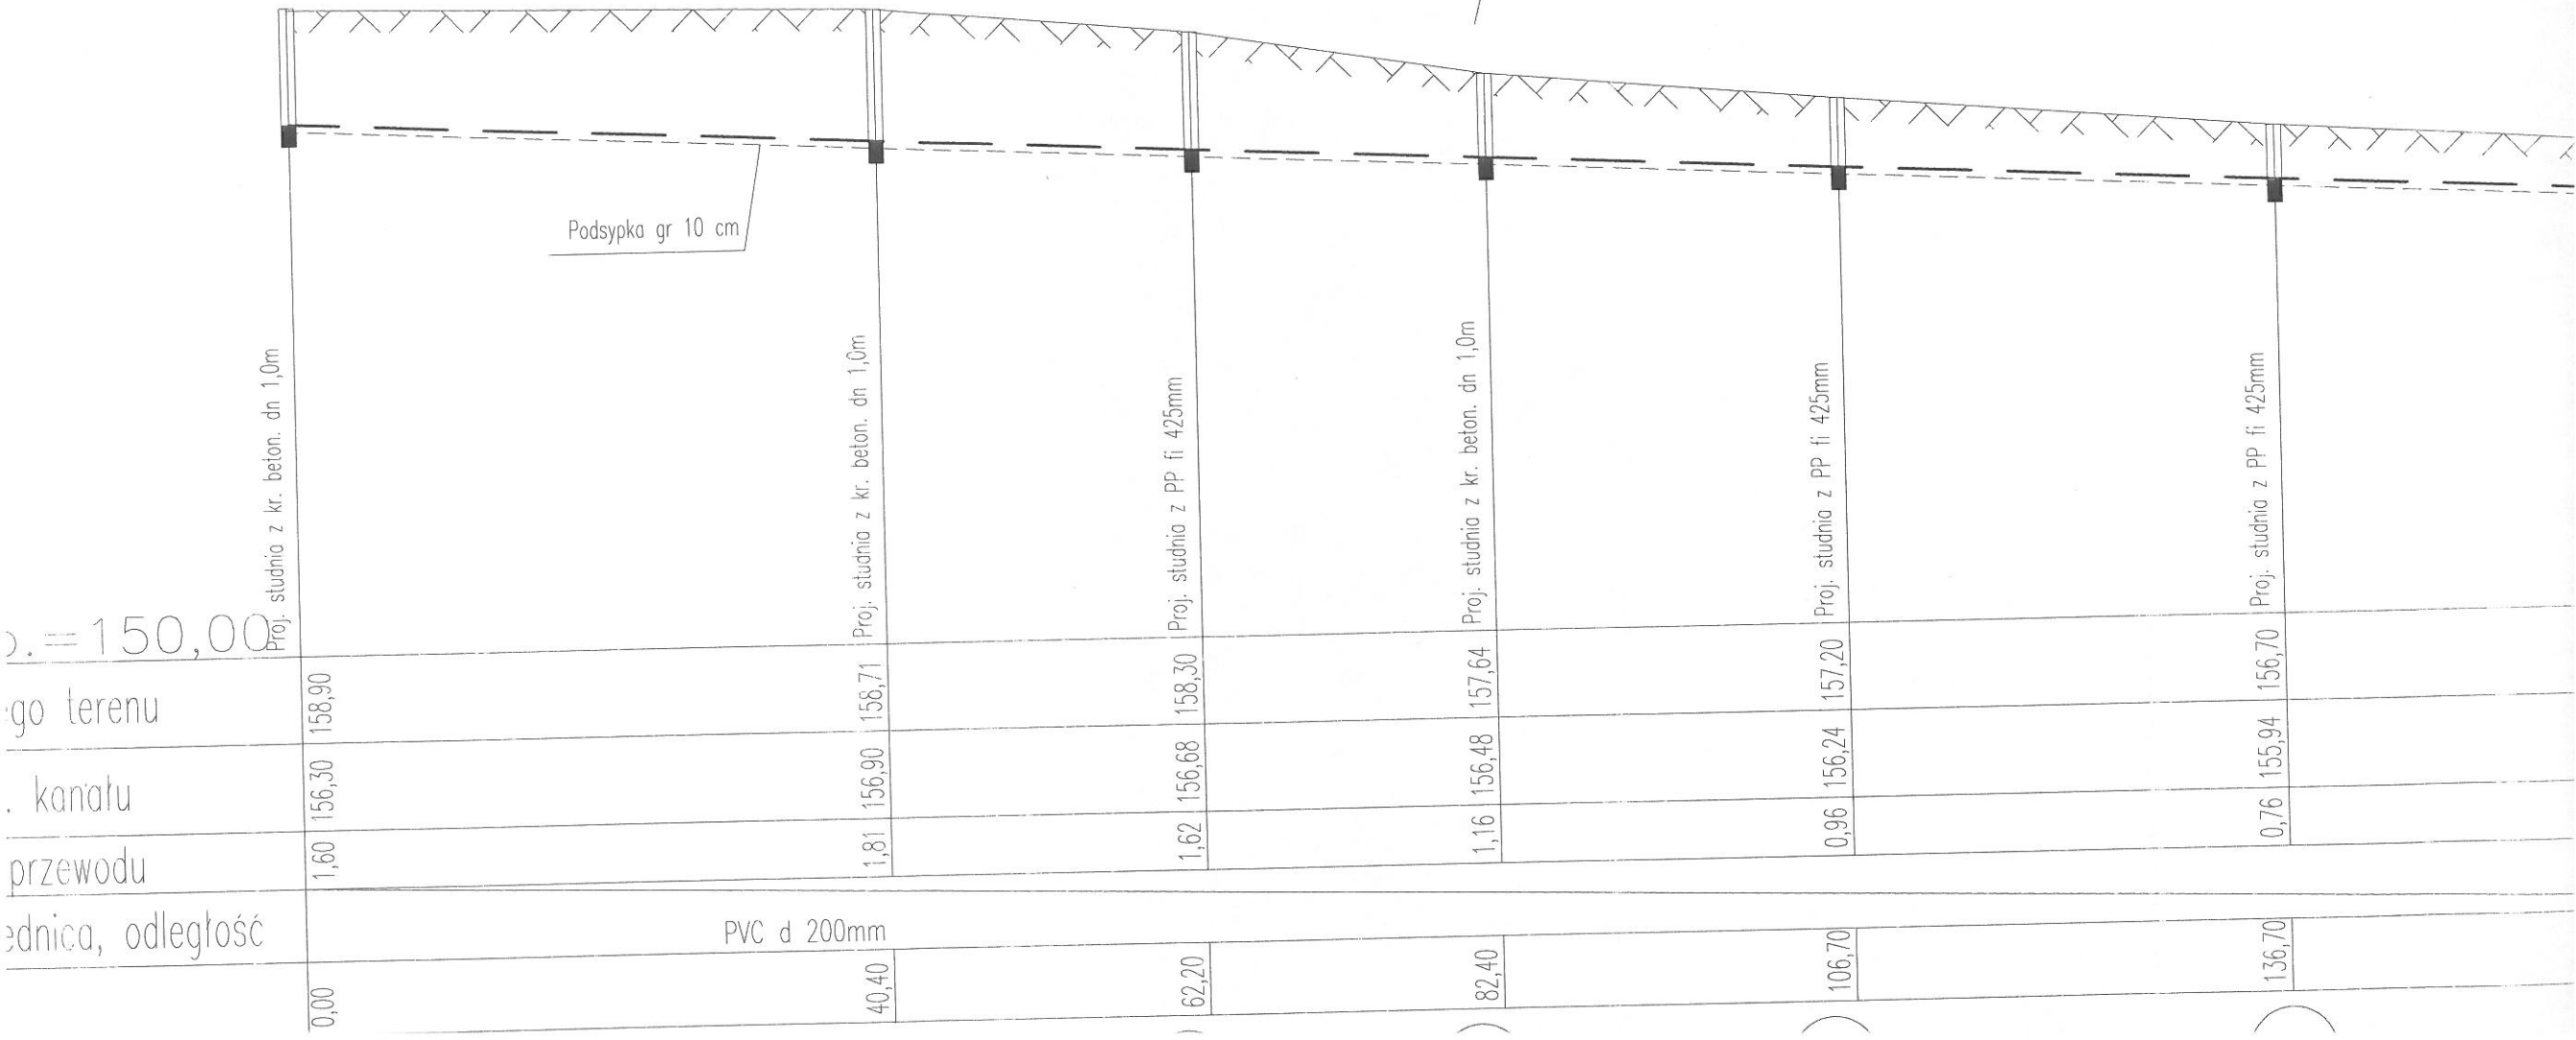 Podsypka gr 10 cm
Proj. studnia z kr. beton. dn 1,0m
Proj. studnia z kr. beton. dn 1,0m
Proj. studnia z PP fi 425mm
Proj. studnia z kr. beton. dn 1,0m
Proj. studnia z PP fi 425mm
Proj. studnia z PP fi 425mm
.=150,00
go terenu 158,90 158,71 158,30 157,64 157,20 156,70
. kanału 156,30 156,90 156,68 156,48 156,24 155,94
przewodu 1,60 1,81 1,62 1,16 0,96 0,76
ednica, odległość PVC d 200mm
0,00 40,40 62,20 82,40 106,70 136,70